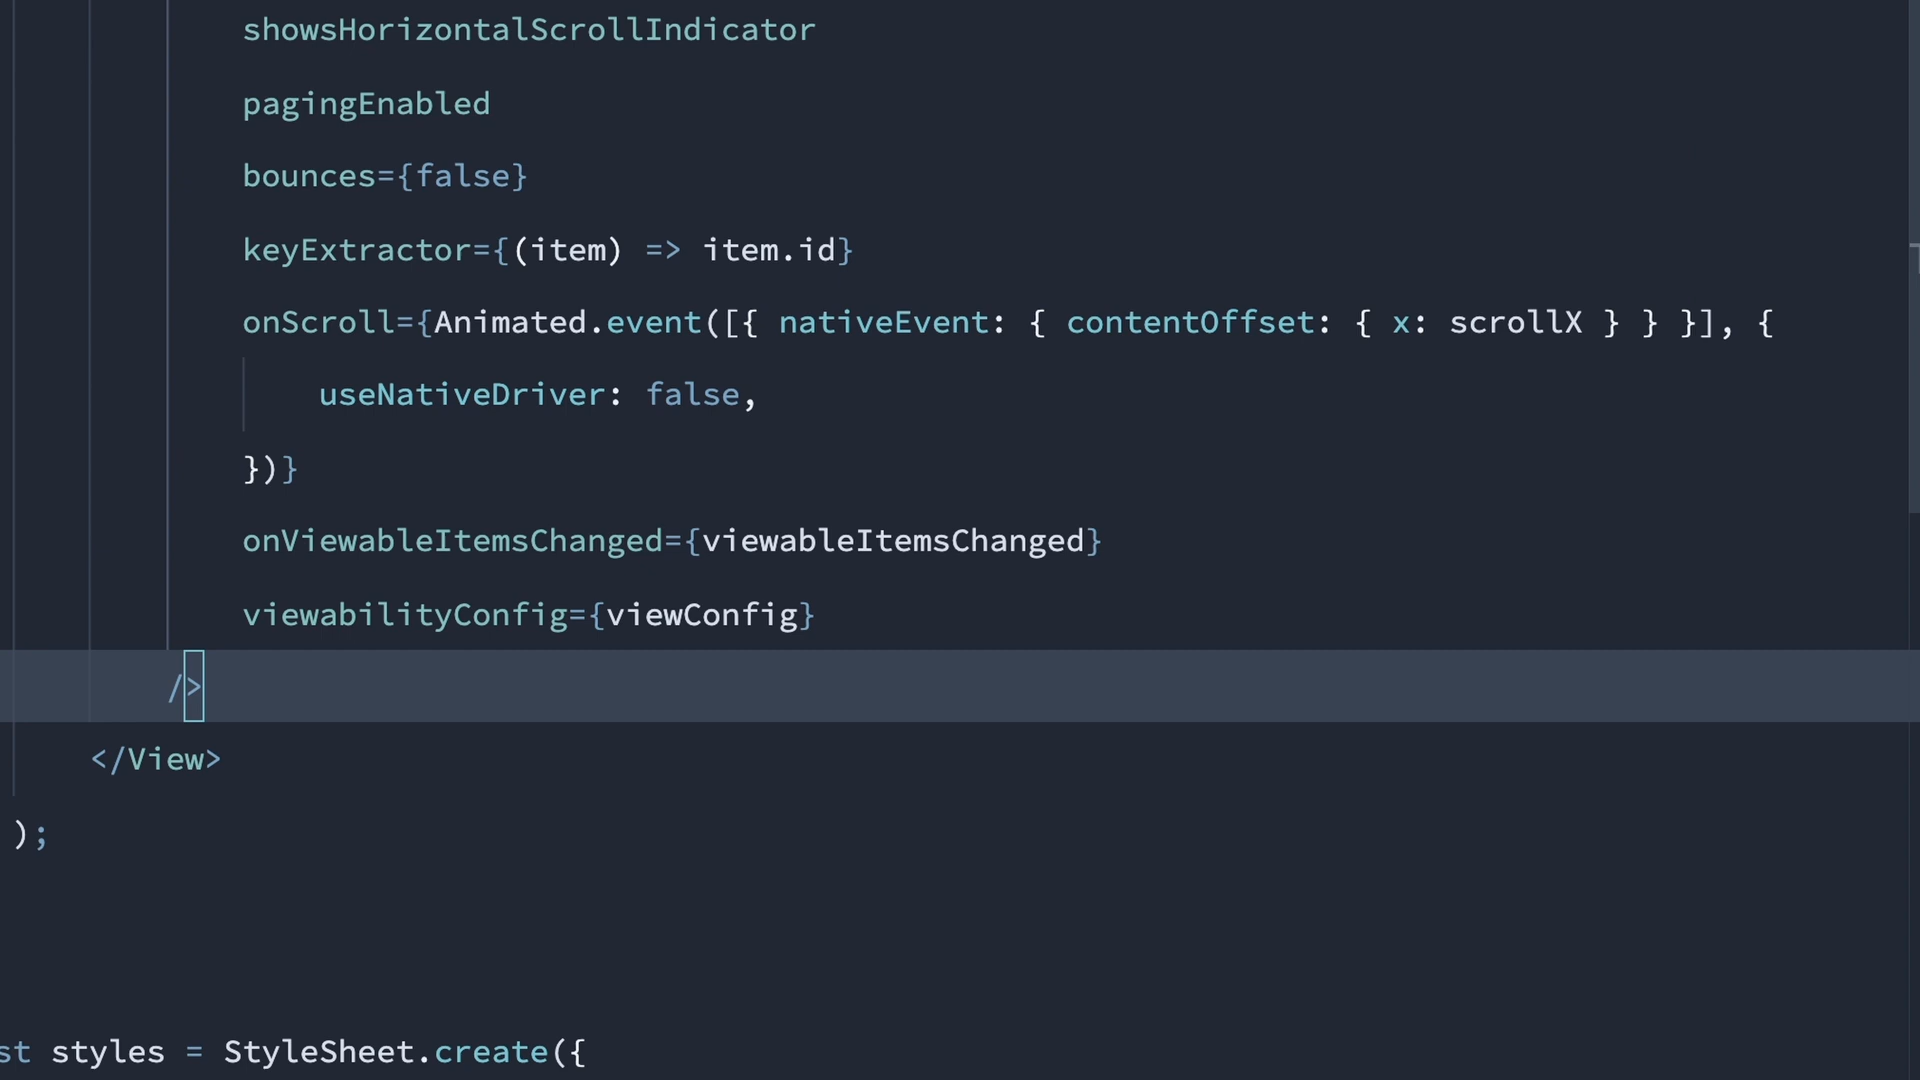 showsHorizontalScrollIndicator
pagingEnabled
bounces={false}
keyExtractor={(item) => item.id}
onScroll={Animated.event([{ nativeEvent: { contentOffset: { x: scrollX } } }], {
useNativeDriver: false,
})}
onViewableItemsChanged={viewableItemsChanged}
viewabilityConfig={viewConfig}
/>
</View>
);
st styles = StyleSheet.create({